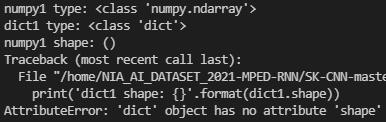 numpy1 type: <class 'numpy.ndarray'>
dict1 type: <class 'dict'>
numpy1 shape: ()
Traceback (most recent call last):
  File "/home/NIA_AI_DATASET_2021-MPED-RNN/SK-CNN-maste
    print('dict1 shape: {}'.format(dict1.shape))
AttributeError: 'dict' object has no attribute 'shape'